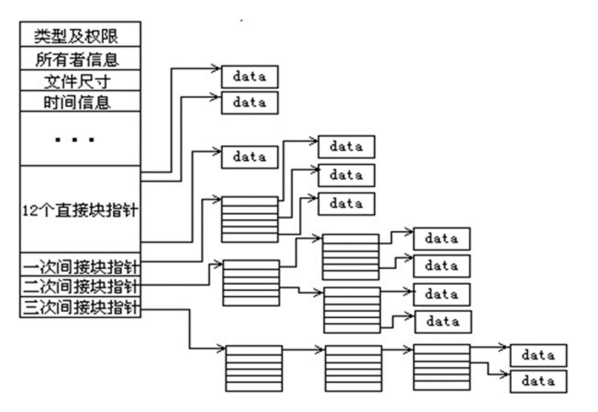 类型及权限
所有者信息
文件尺寸
时间信息
...
12个直接块指针
一次间接块指针
二次间接块指针
三次间接块指针
data
data
data
data
data
data
data
data
data
data
data
data